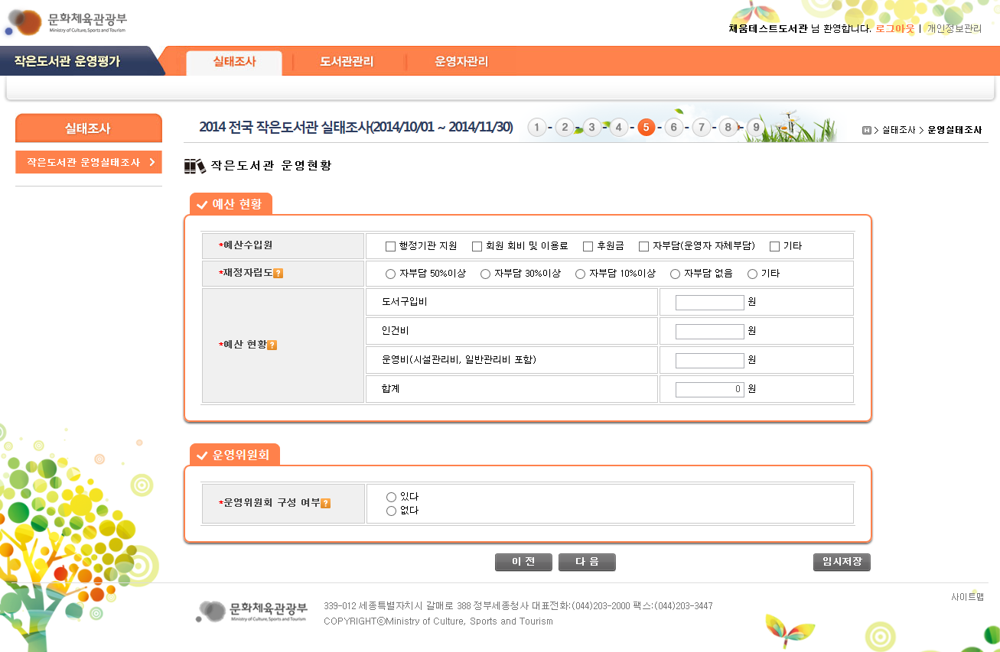 문화체육관광부
Ministry of Culture, Sports and Tourism
채움테스트도서관 님 환영합니다. 로그아웃 | 개인정보관리
작은도서관 운영평가
실태조사 도서관관리 운영자관리
실태조사
작은도서관 운영실태조사
2014 전국 작은도서관 실태조사(2014/10/01 ~ 2014/11/30)
1 - 2 - 3 - 4 - 5 - 6 - 7 - 8 - 9
H > 실태조사 > 운영실태조사
작은도서관 운영현황
예산 현황
*예산수입원 행정기관 지원 회원 회비 및 이용료 후원금 자부담(운영자 자체부담) 기타
*재정자립도? 자부담 50%이상 자부담 30%이상 자부담 10%이상 자부담 없음 기타
*예산 현황?
도서구입비 원
인건비 원
운영비(시설관리비, 일반관리비 포함) 원
합계 0 원
운영위원회
*운영위원회 구성 여부?
있다
없다
이 전 다 음 임시저장
사이트맵
문화체육관광부
Ministry of Culture, Sports and Tourism
339-012 세종특별자치시 갈매로 388 정부세종청사 대표전화:(044)203-2000 팩스:(044)203-3447
COPYRIGHTⓒMinistry of Culture, Sports and Tourism